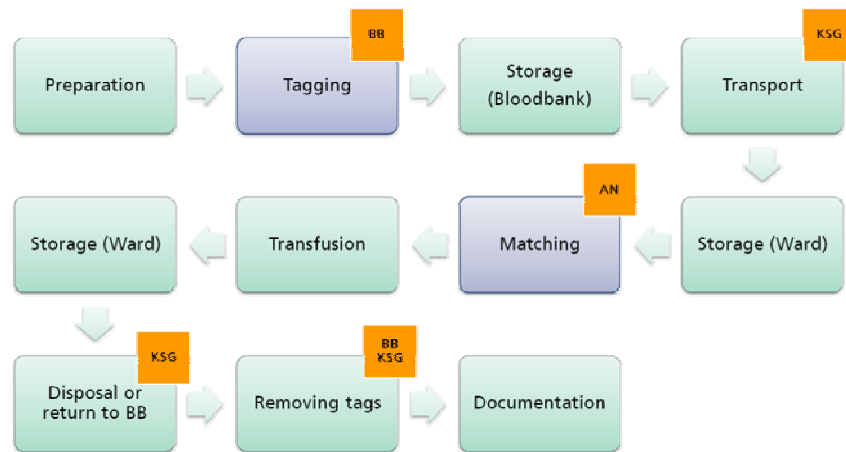 BB
KSG
Preparation
Tagging
Storage
(Bloodbank)
Transport
AN
Storage (Ward)
Transfusion
Matching
Storage (Ward)
KSG
BB
KSG
Disposal or
return to BB
Removing tags
Documentation